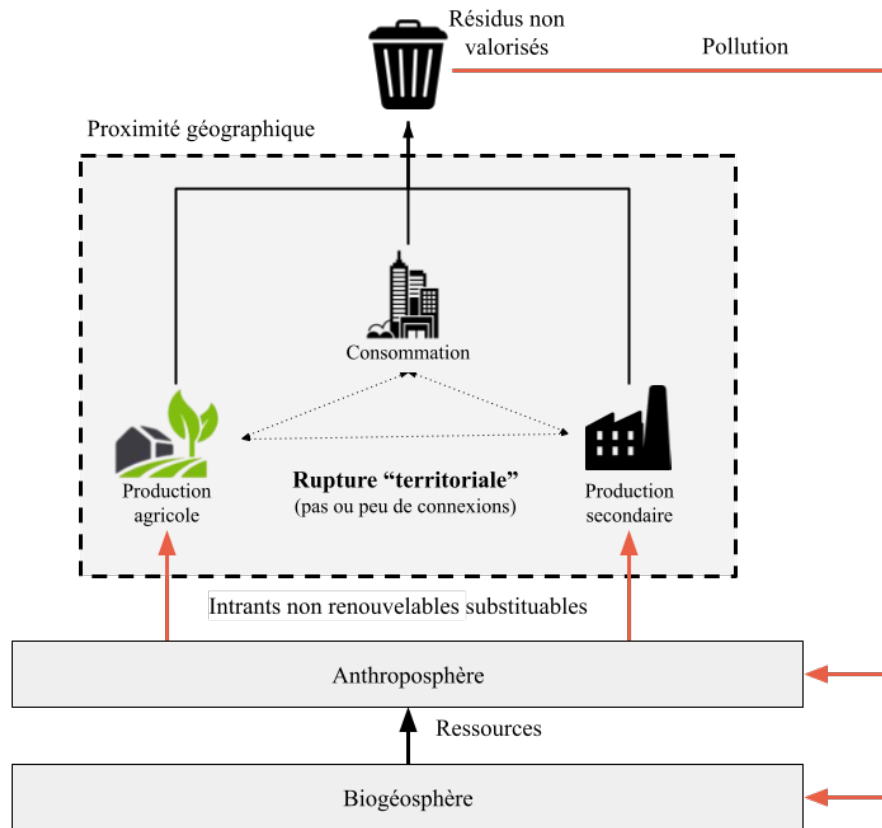 Résidus non
valorisés
Pollution
Proximité géographique
Consommation
Production
agricole
Rupture “territoriale”
(pas ou peu de connexions)
Production
secondaire
Intrants non renouvelables substituables
Anthroposphère
Ressources
Biogéosphère